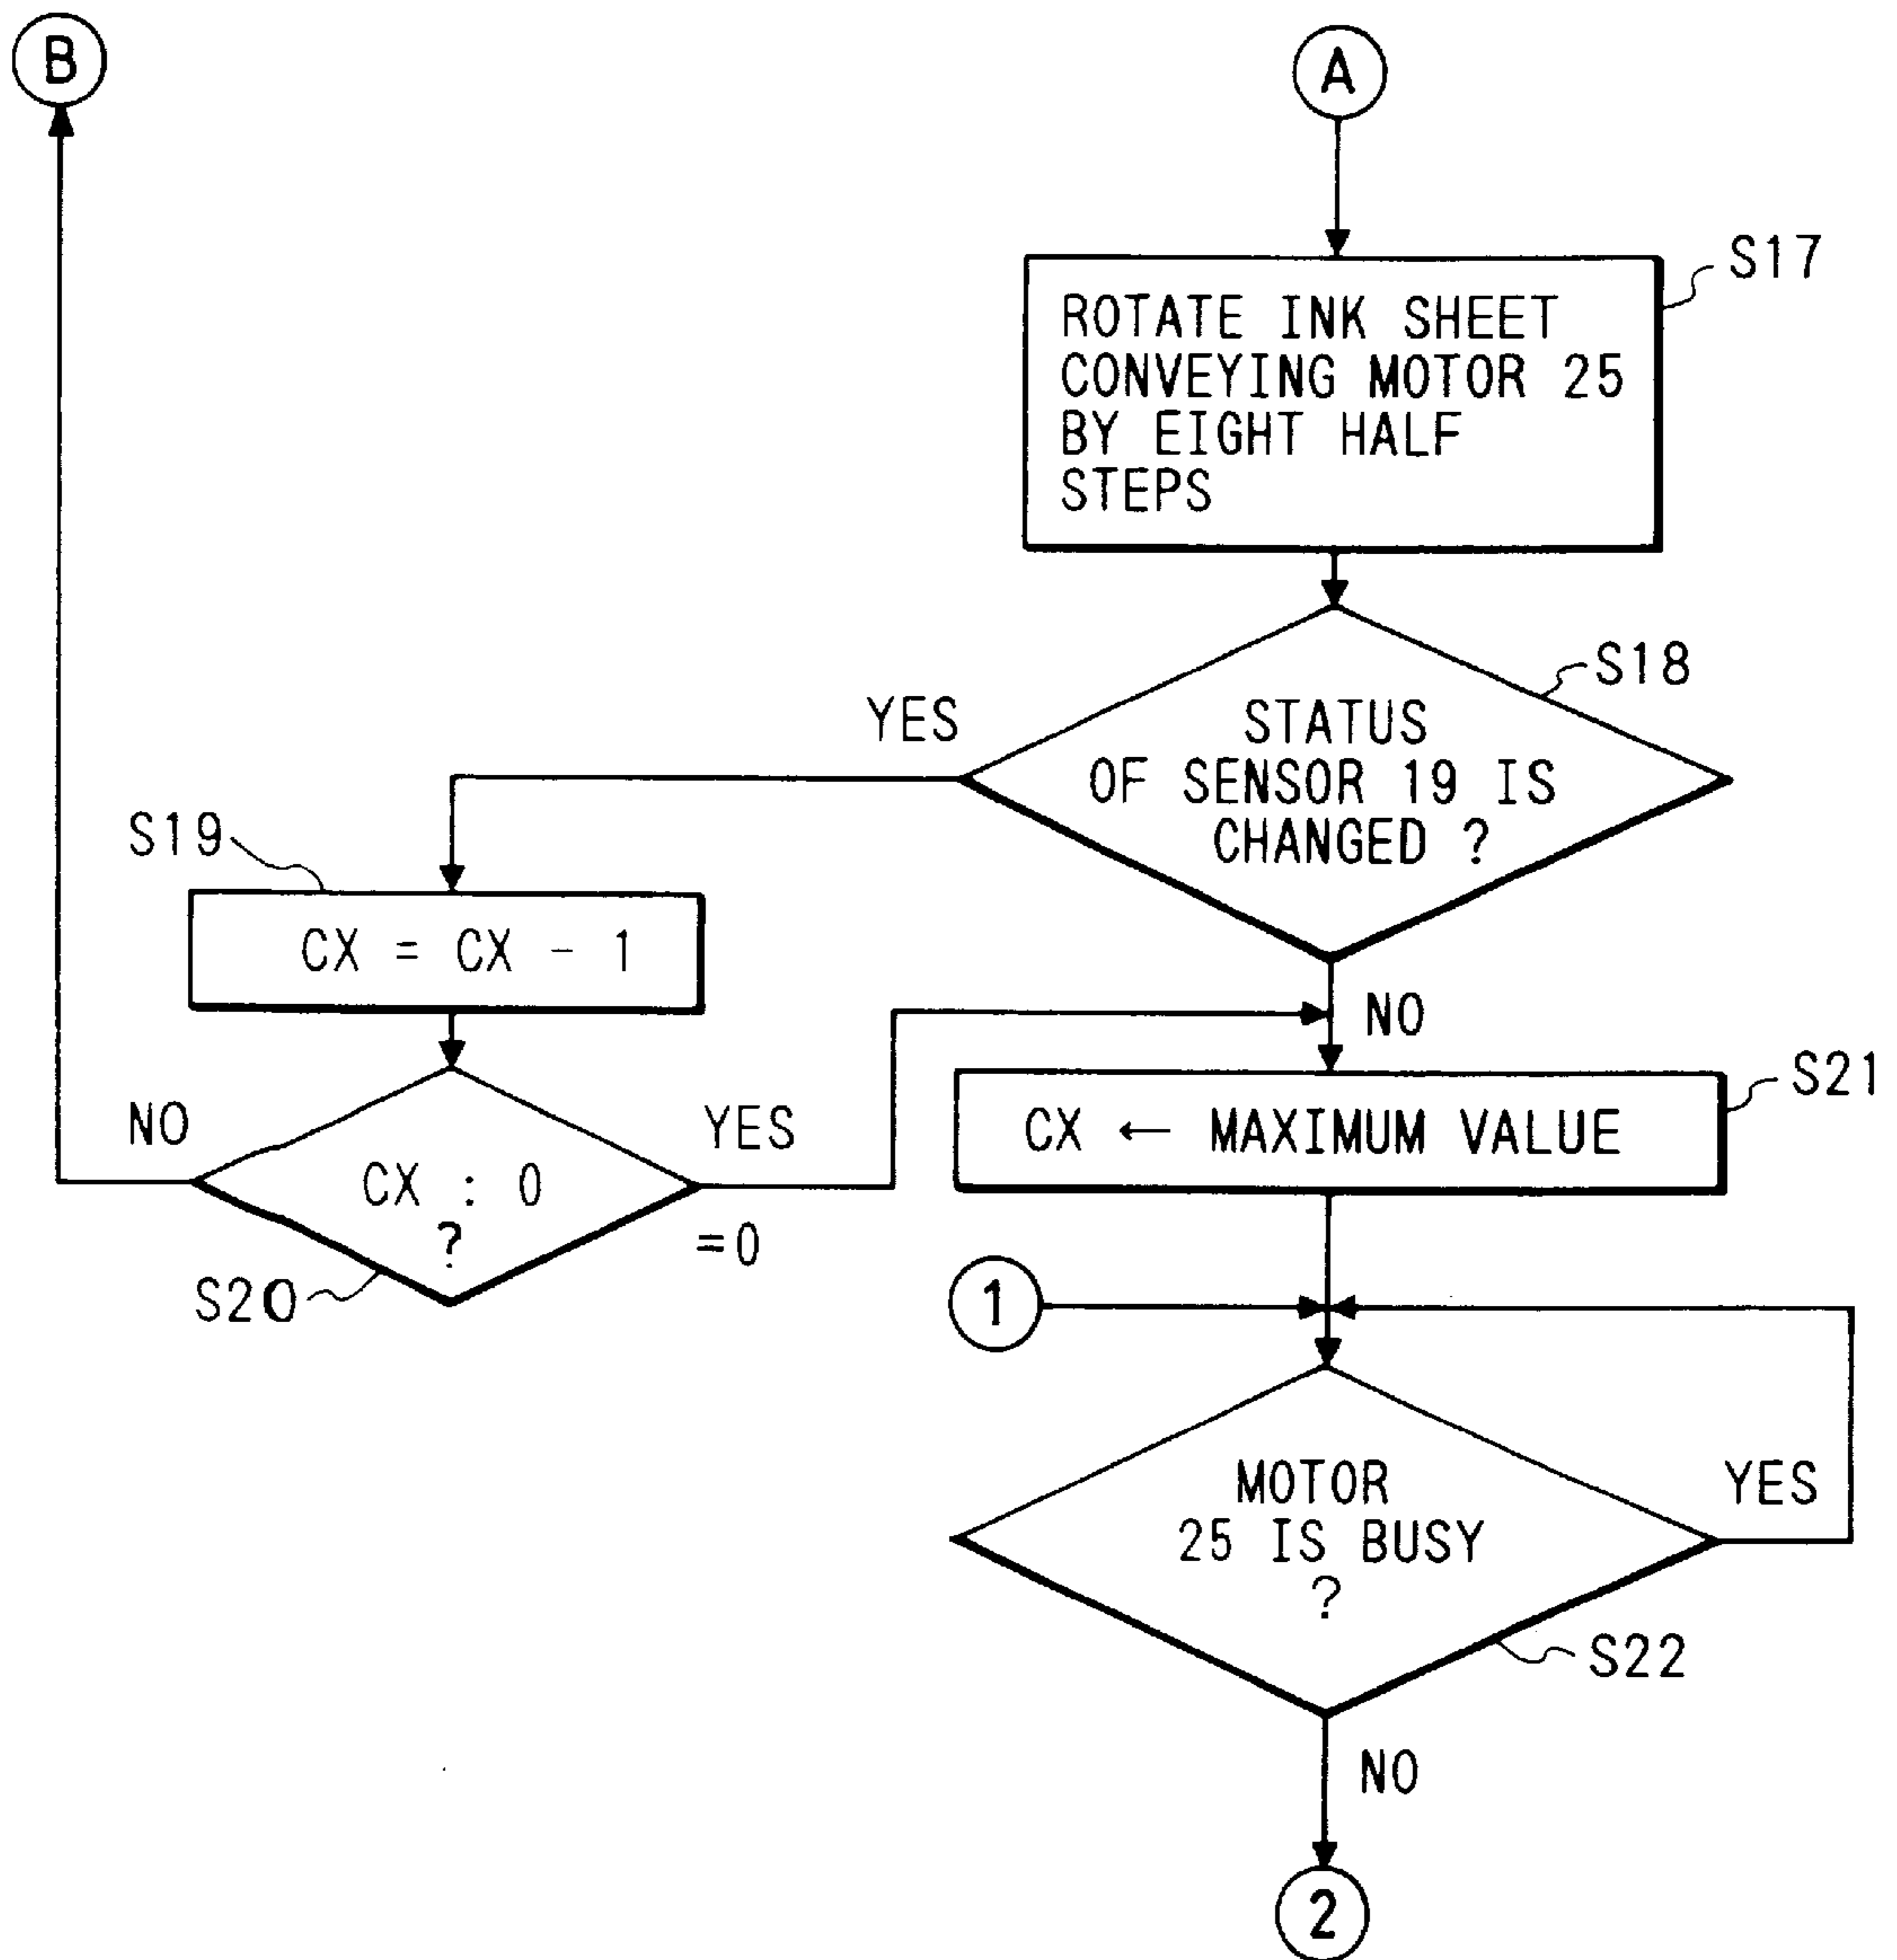 B
A
S17
ROTATE INK SHEET
CONVEYING MOTOR 25
BY EIGHT HALF
STEPS
S18
YES
STATUS
OF SENSOR 19 IS
CHANGED ?
S19
CX = CX - 1
NO
S21
NO
YES
CX ← MAXIMUM VALUE
CX : 0
?
=0
S20
1
MOTOR
25 IS BUSY
?
YES
S22
NO
2